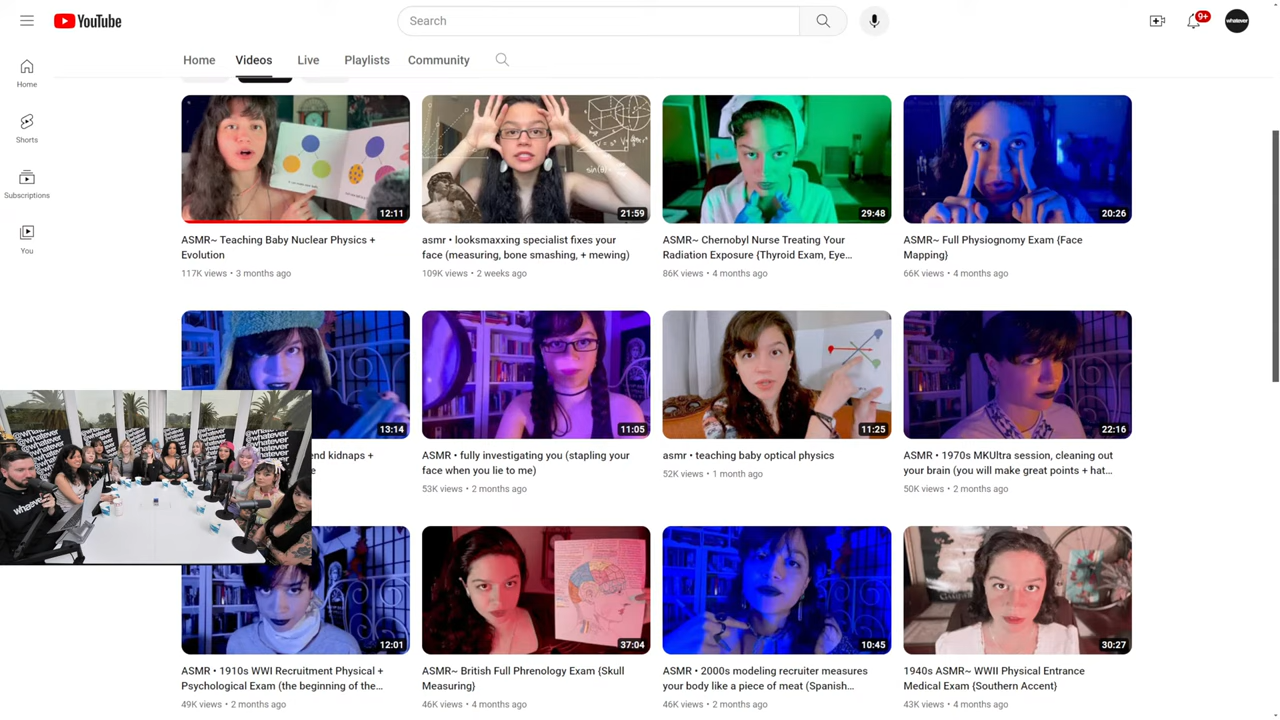 YouTube
Search
9+
whatever
Home
Videos
Live
Playlists
Community
Home
Shorts
Subscriptions
You
12:11
ASMR~ Teaching Baby Nuclear Physics +
Evolution
117K views • 3 months ago
21:59
asmr • looksmaxxing specialist fixes your
face (measuring, bone smashing, + mewing)
109K views • 2 weeks ago
29:48
ASMR~ Chernobyl Nurse Treating Your
Radiation Exposure {Thyroid Exam, Eye…
86K views • 4 months ago
20:26
ASMR~ Full Physiognomy Exam {Face
Mapping}
66K views • 4 months ago
13:14
end kidnaps +
11:05
ASMR • fully investigating you (stapling your
face when you lie to me)
53K views • 2 months ago
11:25
asmr • teaching baby optical physics
52K views • 1 month ago
22:16
ASMR • 1970s MKUltra session, cleaning out
your brain (you will make great points + hat…
50K views • 2 months ago
@whatever
@whatever
@whatever
whatever
12:01
ASMR • 1910s WWI Recruitment Physical +
Psychological Exam (the beginning of the…
49K views • 2 months ago
37:04
ASMR~ British Full Phrenology Exam {Skull
Measuring}
46K views • 4 months ago
10:45
ASMR • 2000s modeling recruiter measures
your body like a piece of meat (Spanish…
46K views • 2 months ago
30:27
1940s ASMR~ WWII Physical Entrance
Medical Exam {Southern Accent}
43K views • 4 months ago